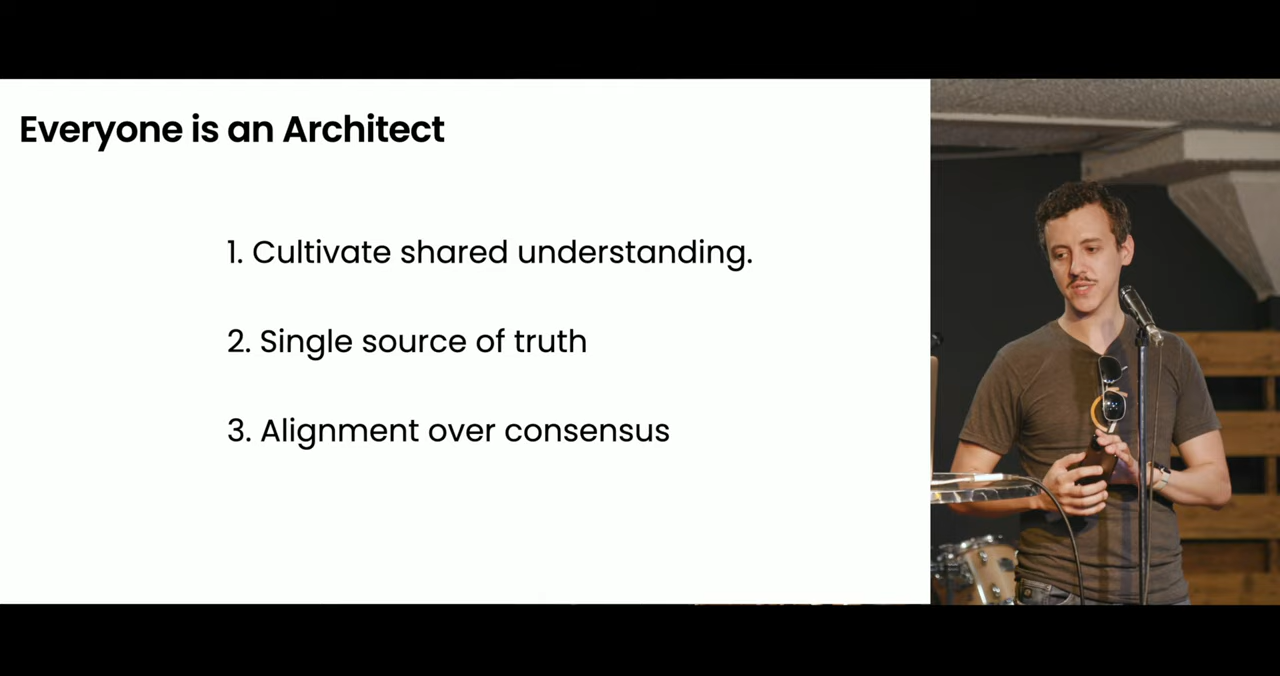 Everyone is an Architect
1. Cultivate shared understanding.
2. Single source of truth
3. Alignment over consensus